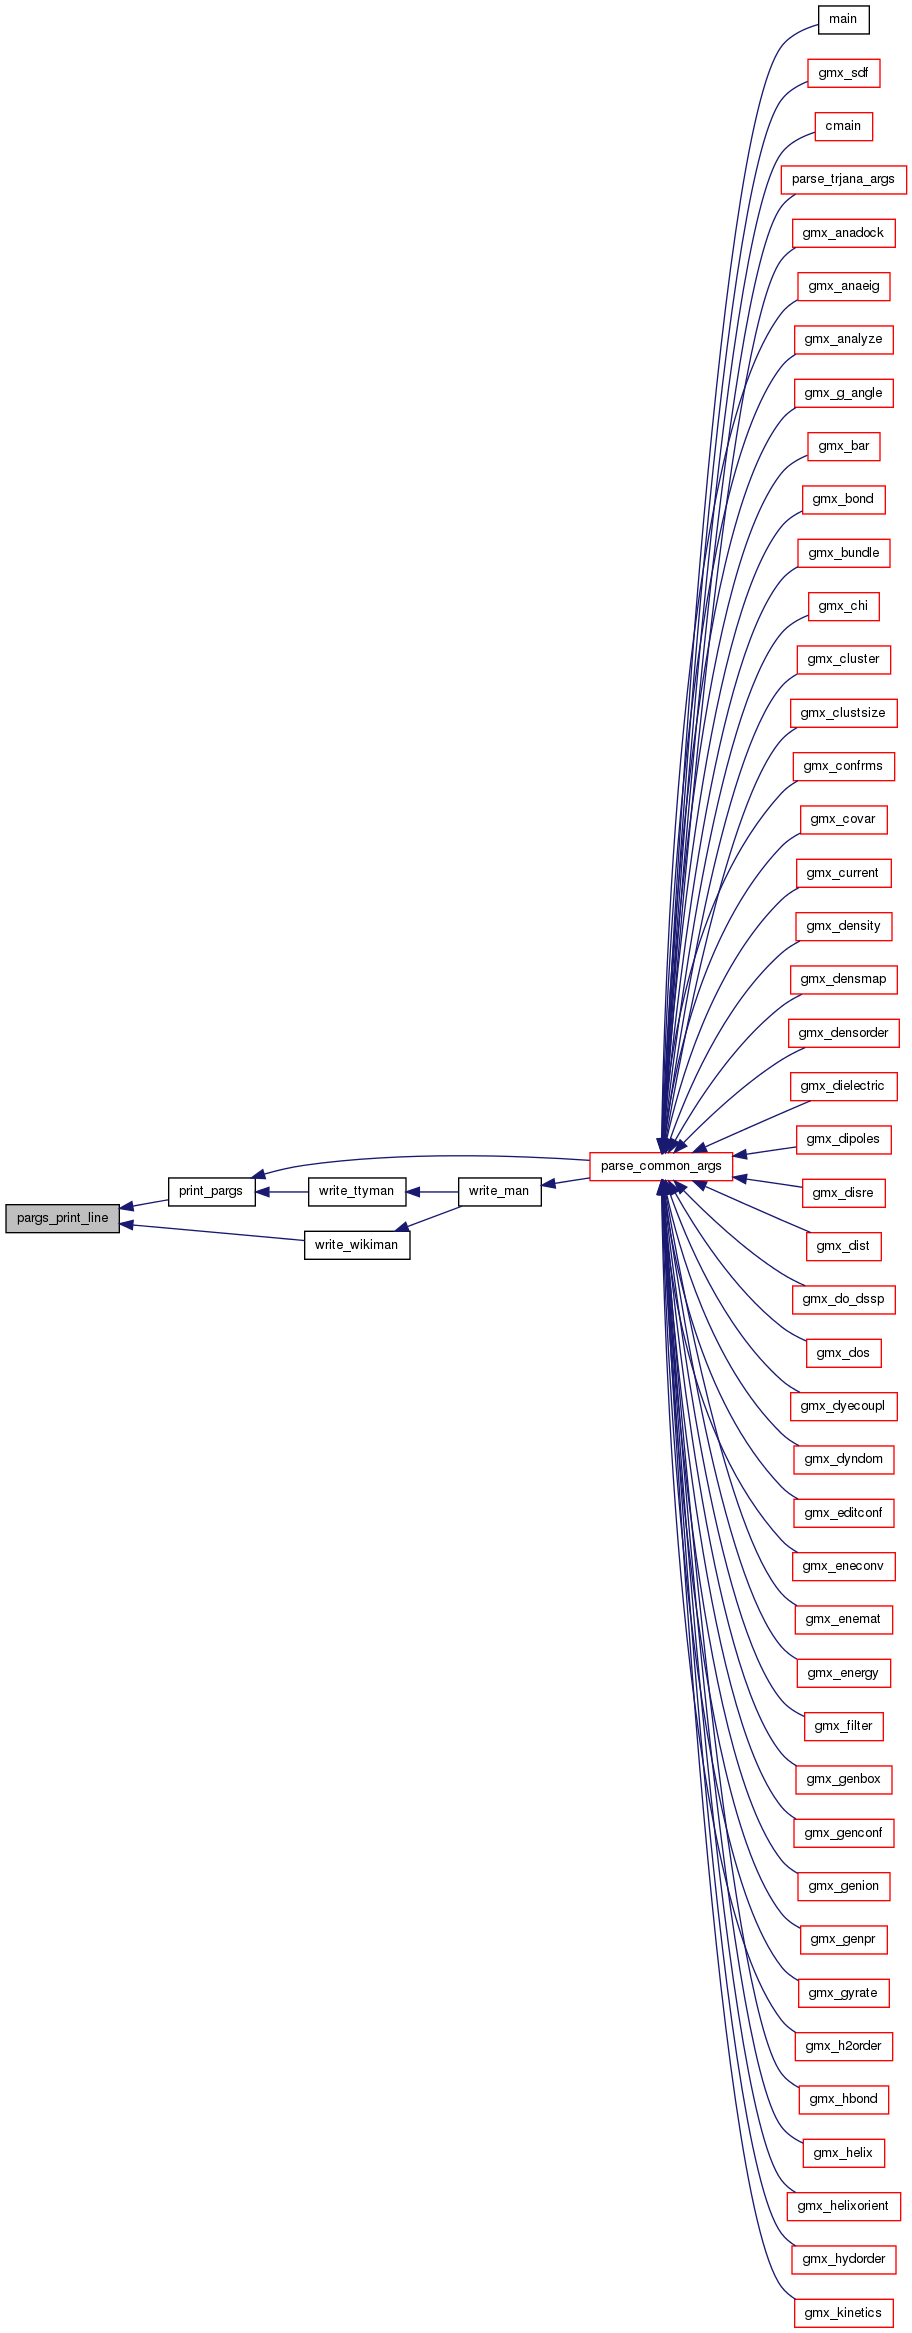 main
gmx_sdf
cmain
parse_trjana_args
gmx_anadock
gmx_anaeig
gmx_analyze
gmx_g_angle
gmx_bar
gmx_bond
gmx_bundle
gmx_chi
gmx_cluster
gmx_clustsize
gmx_confrms
gmx_covar
gmx_current
gmx_density
gmx_densmap
gmx_densorder
gmx_dielectric
gmx_dipoles
parse_common_args
print_pargs
write_ttyman
write_man
gmx_disre
pargs_print_line
write_wikiman
gmx_dist
gmx_do_dssp
gmx_dos
gmx_dyecoupl
gmx_dyndom
gmx_editconf
gmx_eneconv
gmx_enemat
gmx_energy
gmx_filter
gmx_genbox
gmx_genconf
gmx_genion
gmx_genpr
gmx_gyrate
gmx_h2order
gmx_hbond
gmx_helix
gmx_helixorient
gmx_hydorder
gmx_kinetics